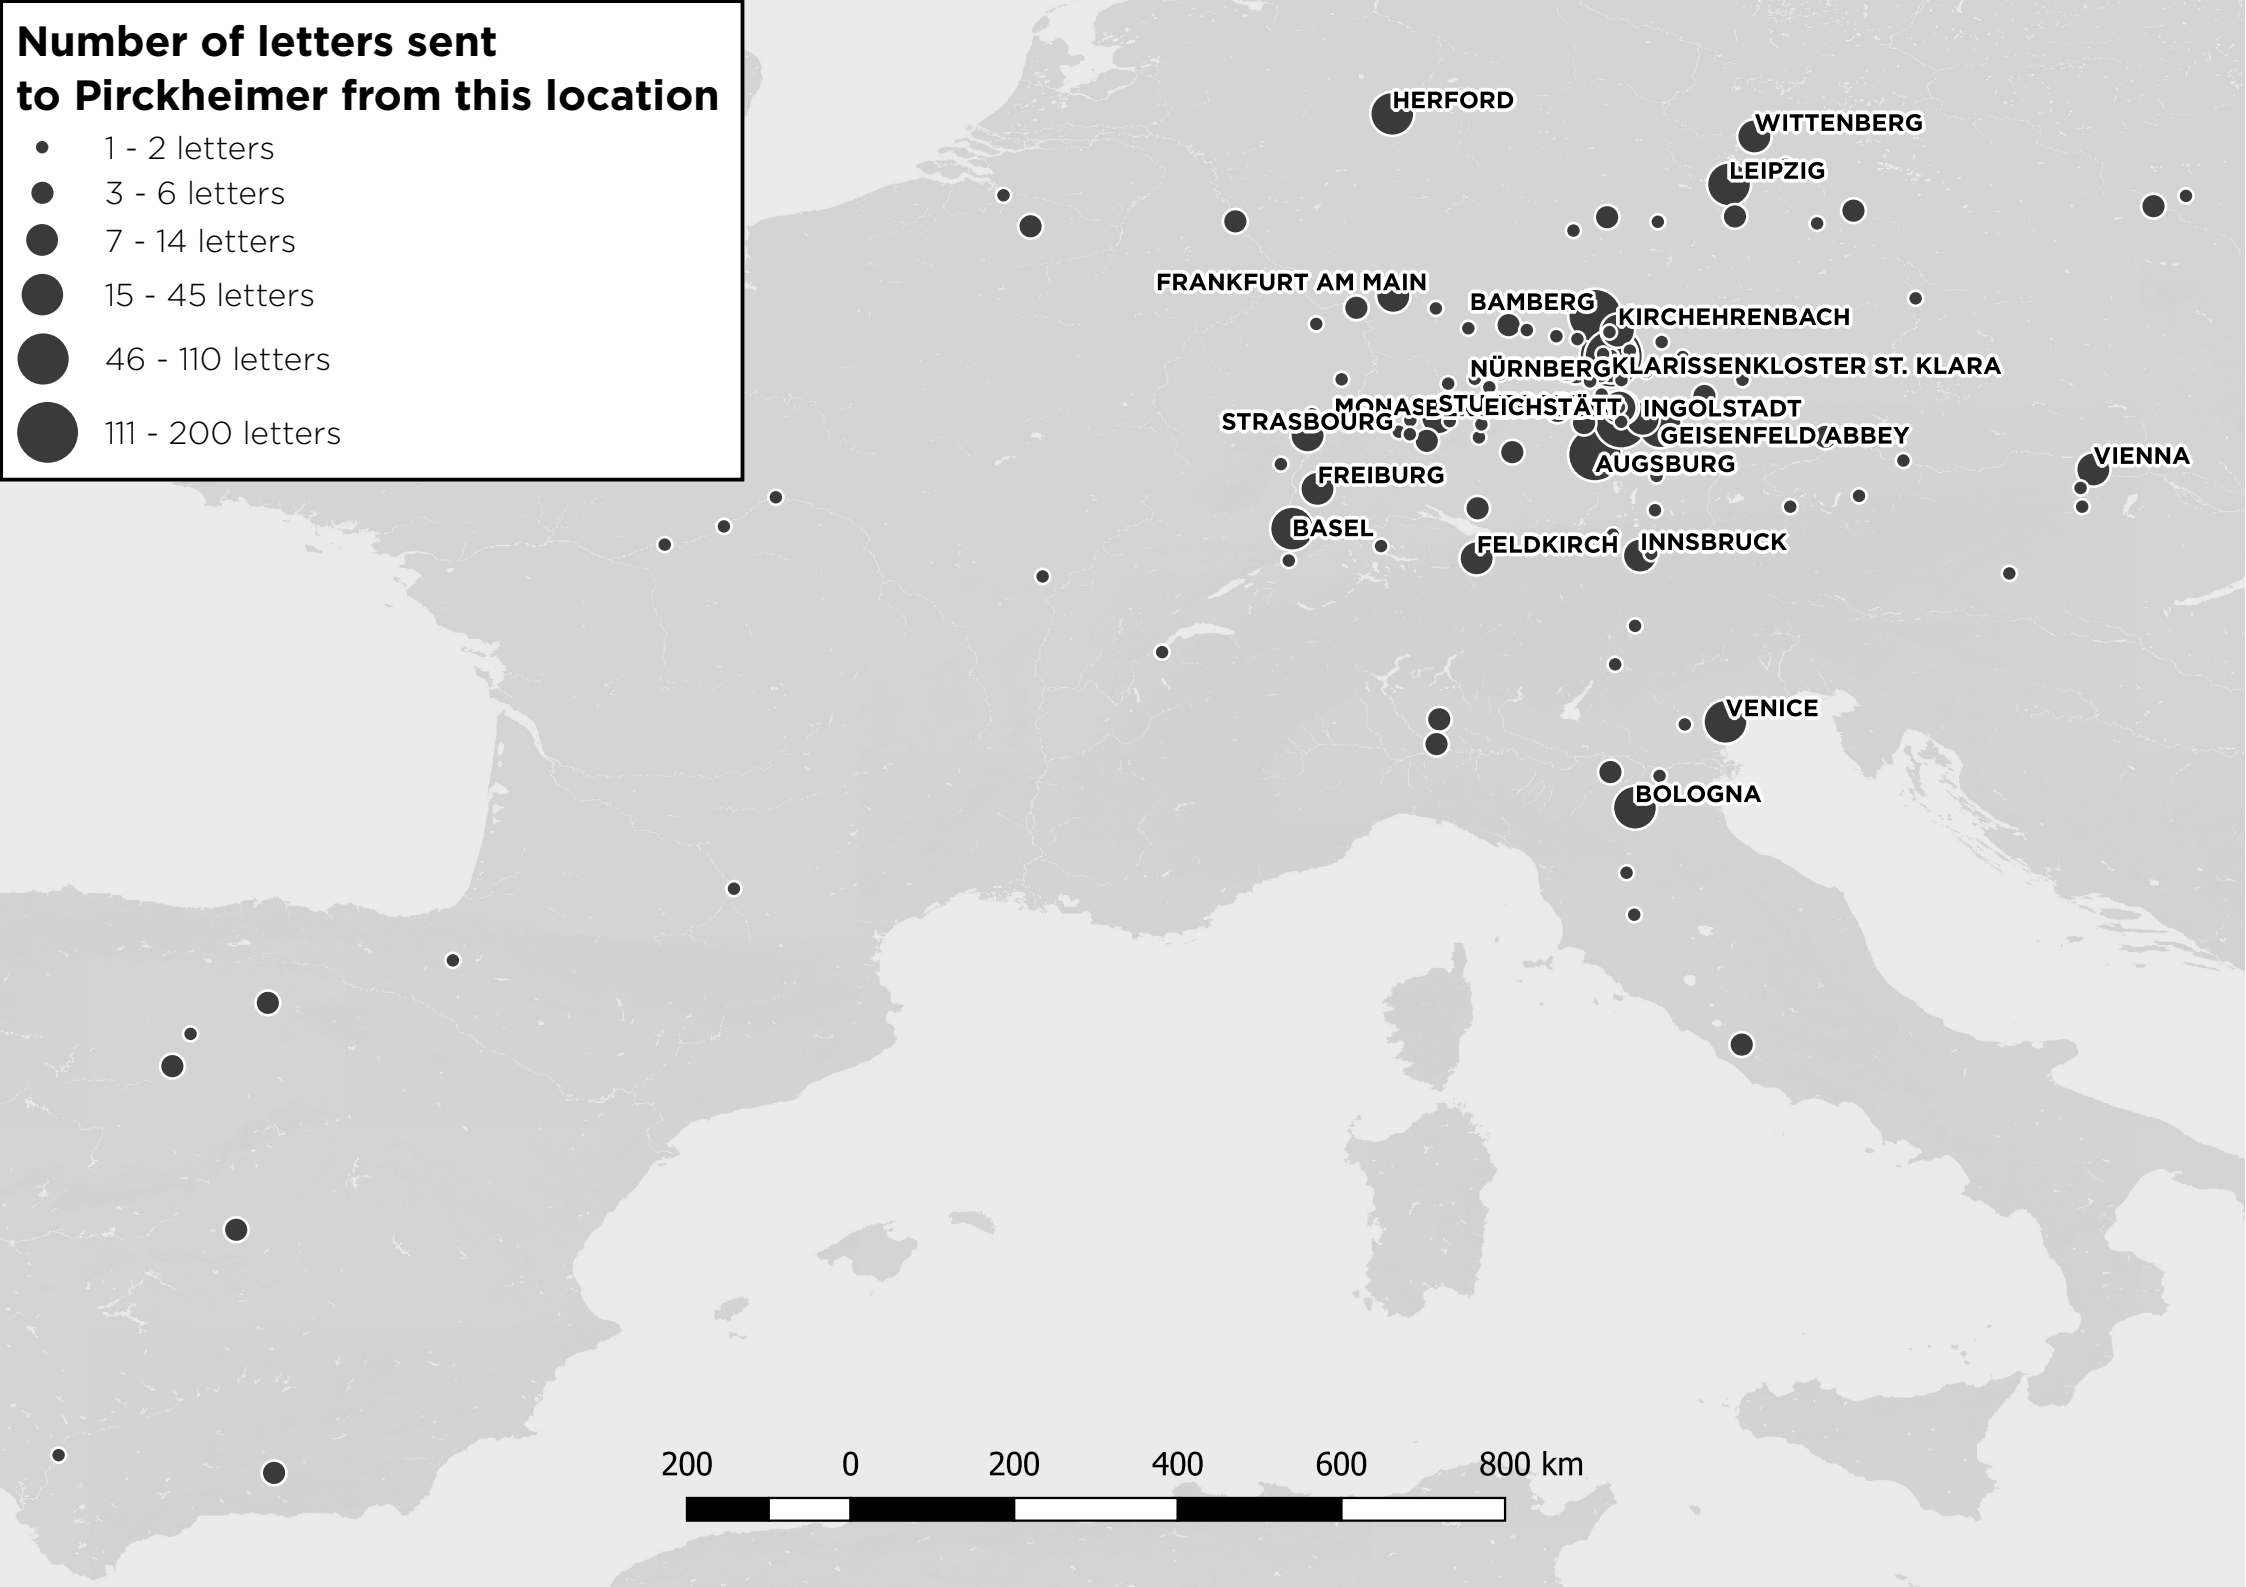 Number of letters sent
to Pirckheimer from this location
1 - 2 letters
3 - 6 letters
7 - 14 letters
15 - 45 letters
46 - 110 letters
111 - 200 letters
HERFORD
WITTENBERG
LEIPZIG
FRANKFURT AM MAIN
BAMBERG
KIRCHEHRENBACH
NÜRNBERG
KLARISSENKLOSTER ST. KLARA
EICHSTÄTT
INGOLSTADT
STRASBOURG
GEISENFELD ABBEY
AUGSBURG
VIENNA
FREIBURG
BASEL
FELDKIRCH
INNSBRUCK
VENICE
BOLOGNA
200 0 200 400 600 800 km